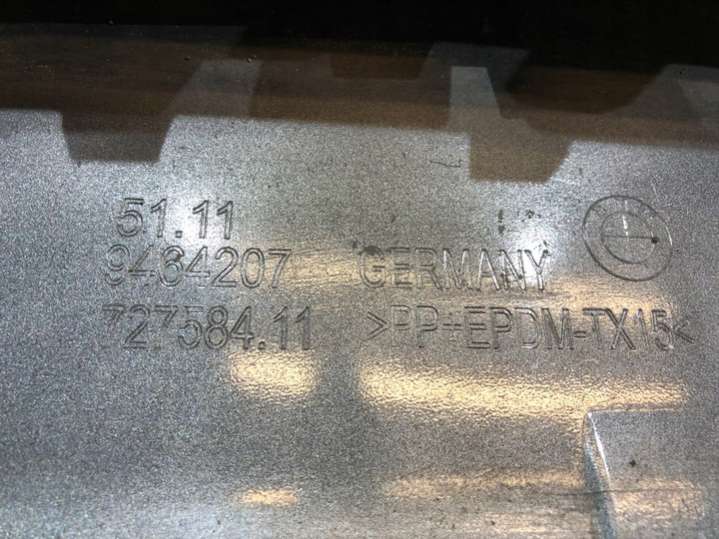 51.11
9464207 GERMANY
727584.11 >PP+EPDM-TX15<